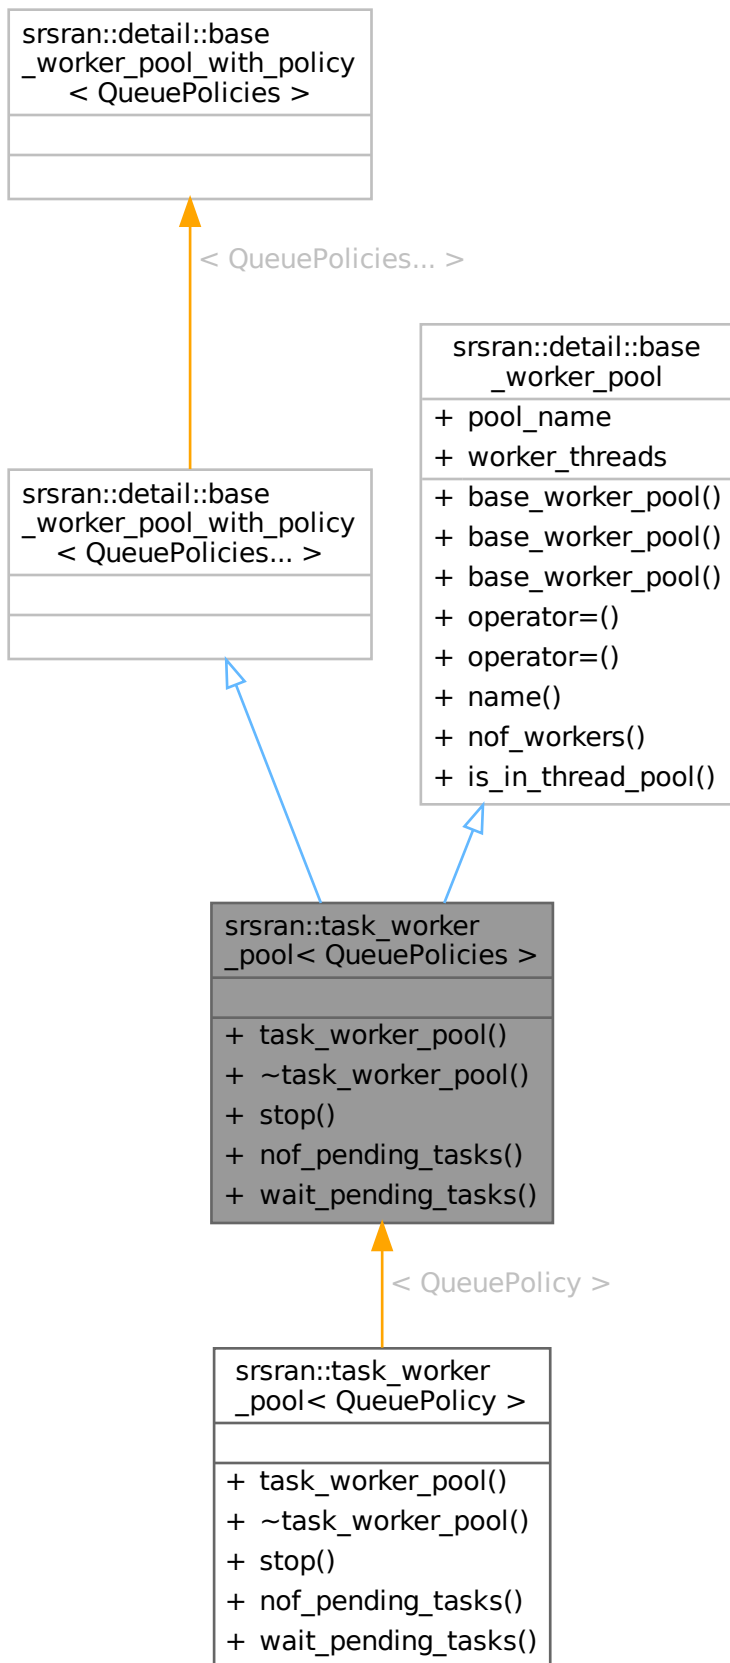 srsran::detail::base
_worker_pool_with_policy
< QueuePolicies >
< QueuePolicies... >
srsran::detail::base
_worker_pool
+ pool_name
+ worker_threads
+ base_worker_pool()
+ base_worker_pool()
+ base_worker_pool()
+ operator=()
+ operator=()
+ name()
+ nof_workers()
+ is_in_thread_pool()
srsran::detail::base
_worker_pool_with_policy
< QueuePolicies... >
srsran::task_worker
_pool< QueuePolicies >
+ task_worker_pool()
+ ~task_worker_pool()
+ stop()
+ nof_pending_tasks()
+ wait_pending_tasks()
< QueuePolicy >
srsran::task_worker
_pool< QueuePolicy >
+ task_worker_pool()
+ ~task_worker_pool()
+ stop()
+ nof_pending_tasks()
+ wait_pending_tasks()